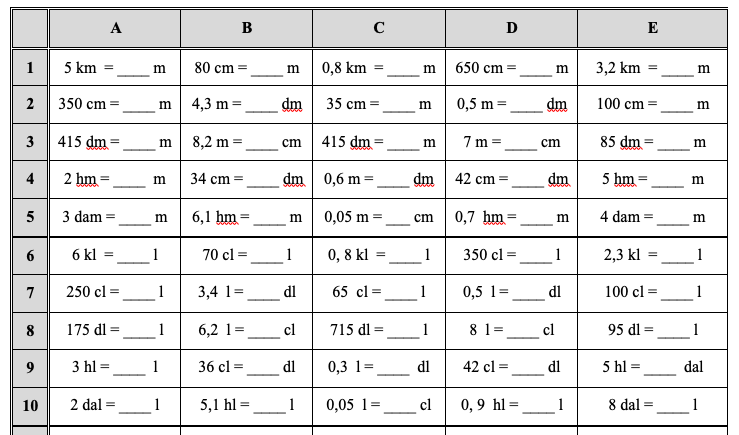 A B C D E
1 5 km = ____ m 80 cm = ____ m 0,8 km = ____ m 650 cm = ____ m 3,2 km = ____ m
2 350 cm = ____ m 4,3 m = ____ dm 35 cm = ____ m 0,5 m = ____ dm 100 cm = ____ m
3 415 dm = ____ m 8,2 m = ____ cm 415 dm = ____ m 7 m = ____ cm 85 dm = ____ m
4 2 hm = ____ m 34 cm = ____ dm 0,6 m = ____ dm 42 cm = ____ dm 5 hm = ____ m
5 3 dam = ____ m 6,1 hm = ____ m 0,05 m = ___ cm 0,7 hm = ____ m 4 dam = ____ m
6 6 kl = ____ l 70 cl = ____ l 0, 8 kl = ____ l 350 cl = ____ l 2,3 kl = ____ l
7 250 cl = ____ l 3,4 l = ____ dl 65 cl = ____ l 0,5 l = ____ dl 100 cl = ____ l
8 175 dl = ____ l 6,2 l = ____ cl 715 dl = ____ l 8 l = ____ cl 95 dl = ____ l
9 3 hl = ____ l 36 cl = ____ dl 0,3 l = ____ dl 42 cl = ____ dl 5 hl = ____ dal
10 2 dal = ____ l 5,1 hl = ____ l 0,05 l = ____ cl 0, 9 hl = ____ l 8 dal = ____ l